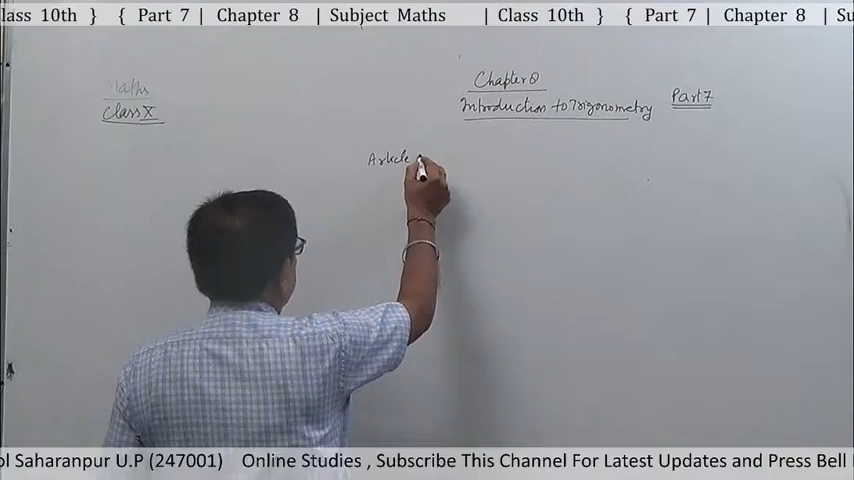 lass 10th } { Part 7 | Chapter 8 | Subject Maths | Class 10th } { Part 7 | Chapter 8 | Su
Maths
Class X
Chapter 8
Introduction to Trigonometry
Part 7
Article
ol Saharanpur U.P (247001) Online Studies , Subscribe This Channel For Latest Updates and Press Bell I